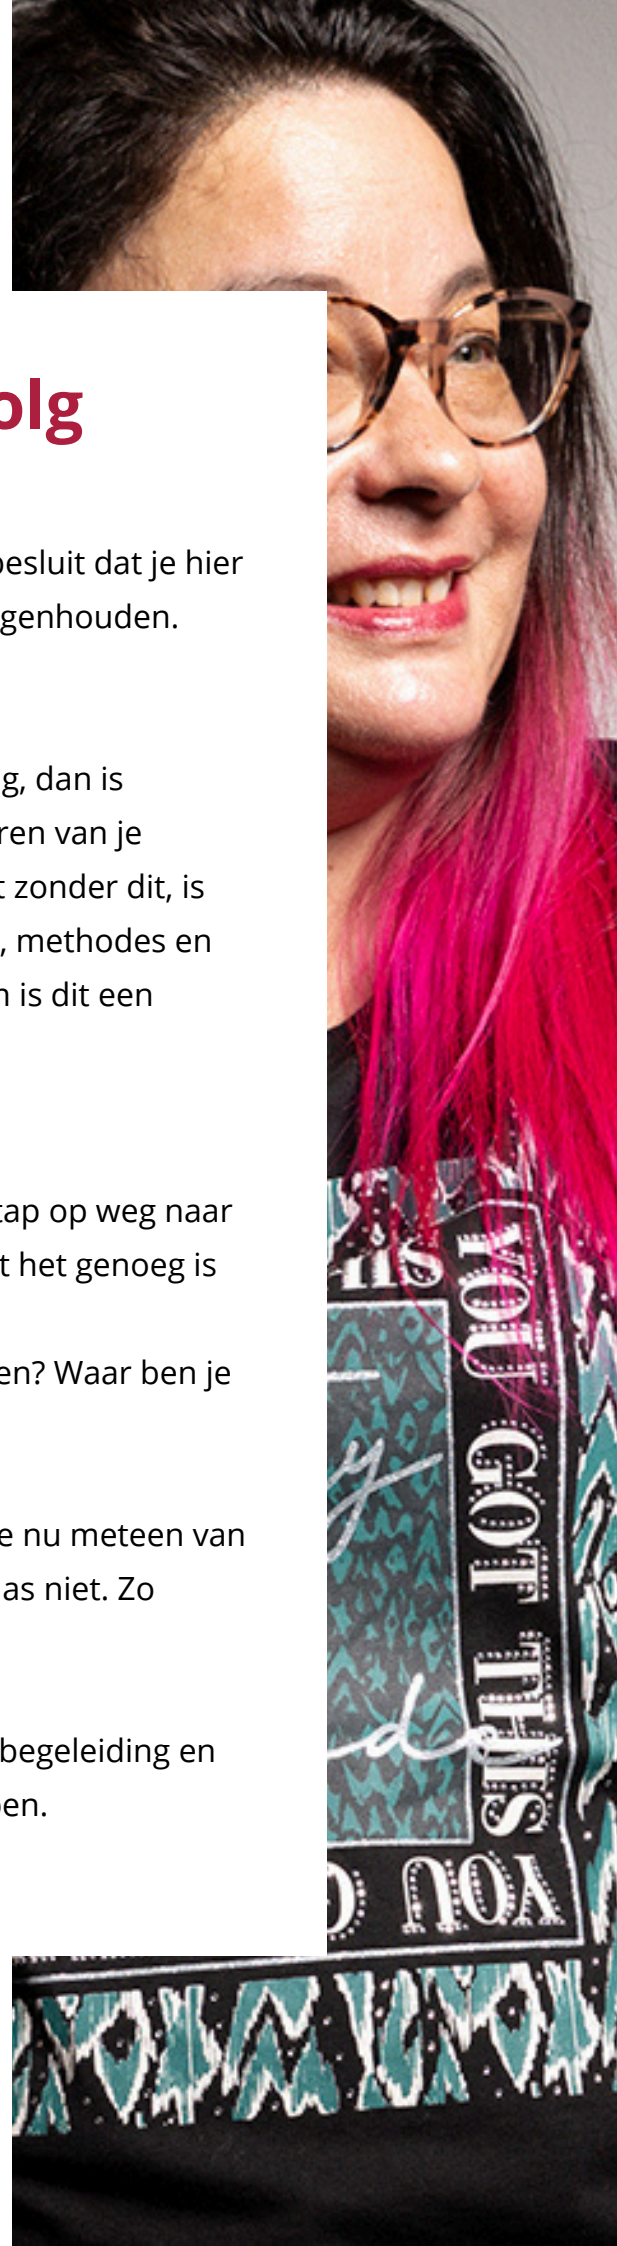 olg
besluit dat je hier
genhouden.
g, dan is
ren van je
t zonder dit, is
, methodes en
n is dit een
tap op weg naar
t het genoeg is
en? Waar ben je
e nu meteen van
as niet. Zo
begeleiding en
en.
YOU GOT THIS
do
YOU